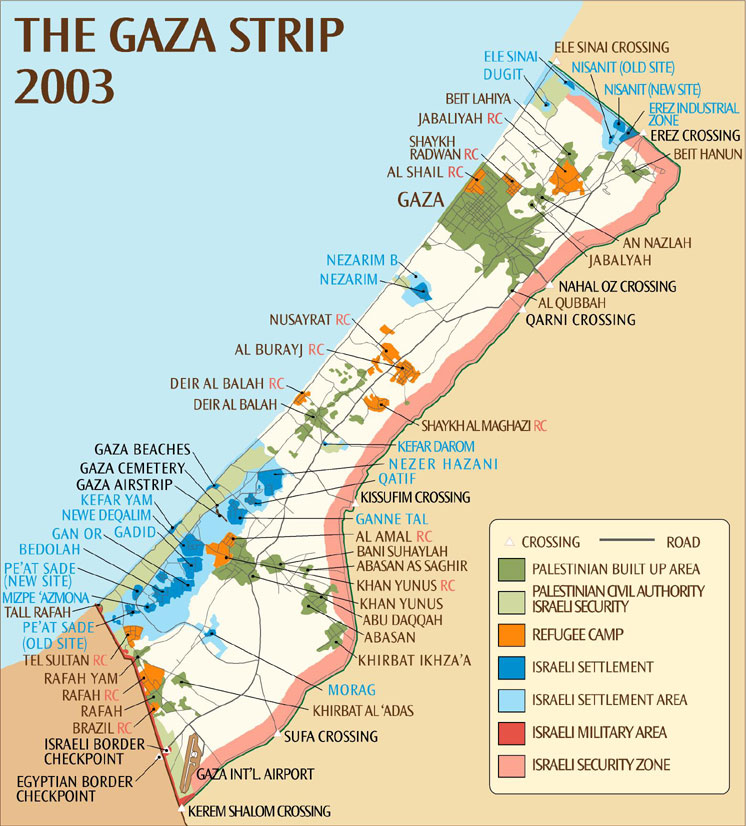 THE GAZA STRIP
2003
ELE SINAI CROSSING
ELE SINAI
DUGIT
NISANIT (OLD SITE)
NISANIT (NEW SITE)
EREZ INDUSTRIAL
ZONE
EREZ CROSSING
BEIT HANUN
BEIT LAHIYA
JABALIYAH RC
SHAYKH
RADWAN RC
AL SHAIL RC
GAZA
AN NAZLAH
JABALYAH
NEZARIM B
NEZARIM
NAHAL OZ CROSSING
AL QUBBAH
QARNI CROSSING
NUSAYRAT RC
AL BURAYJ RC
DEIR AL BALAH RC
DEIR AL BALAH
SHAYKH AL MAGHAZI RC
KEFAR DAROM
GAZA BEACHES
GAZA CEMETERY
GAZA AIRSTRIP
KEFAR YAM
NEWE DEQALIM
GAN OR
GADID
BEDOLAH
PE'AT SADE
(NEW SITE)
MIZPE 'AZMONA
TALL RAFAH
PE'AT SADE
(OLD SITE)
NEZER HAZANI
QATIF
KISSUFIM CROSSING
GANNE TAL
AL AMAL RC
BANI SUHAYLAH
ABASAN AS SAGHIR
KHAN YUNUS RC
KHAN YUNUS
ABU DAQQAH
ABASAN
KHIRBAT IKHZA'A
TEL SULTAN RC
RAFAH YAM
RAFAH RC
RAFAH
BRAZIL RC
ISRAELI BORDER
CHECKPOINT
EGYPTIAN BORDER
CHECKPOINT
MORAG
KHIRBAT AL 'ADAS
SUFA CROSSING
GAZA INT'L. AIRPORT
KEREM SHALOM CROSSING
CROSSING
ROAD
PALESTINIAN BUILT UP AREA
PALESTINIAN CIVIL AUTHORITY
ISRAELI SECURITY
REFUGEE CAMP
ISRAELI SETTLEMENT
ISRAELI SETTLEMENT AREA
ISRAELI MILITARY AREA
ISRAELI SECURITY ZONE